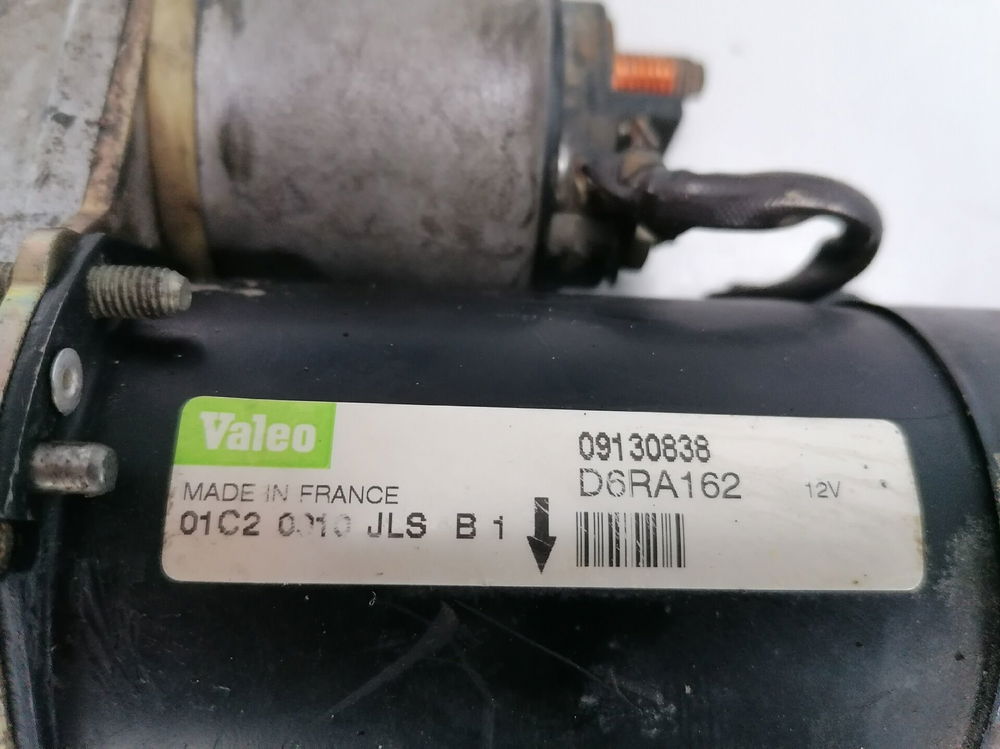 Valeo
09130838
D6RA162 12V
MADE IN FRANCE
01C2 JLS B 1